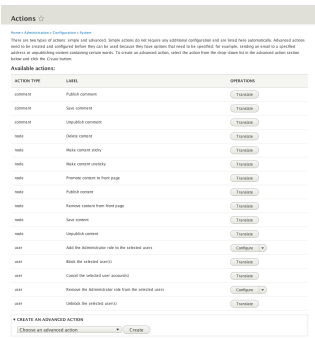 Actions ☆
Home » Administration » Configuration » System
There are two types of actions: simple and advanced. Simple actions do not require any additional configuration and are listed here automatically. Advanced actions
need to be created and configured before they can be used because they have options that need to be specified; for example, sending an email to a specified
address or unpublishing content containing certain words. To create an advanced action, select the action from the drop-down list in the advanced action section
below and click the Create button.
Available actions:
ACTION TYPE LABEL OPERATIONS
comment Publish comment Translate
comment Save comment Translate
comment Unpublish comment Translate
node Delete content Translate
node Make content sticky Translate
node Make content unsticky Translate
node Promote content to front page Translate
node Publish content Translate
node Remove content from front page Translate
node Save content Translate
node Unpublish content Translate
user Add the Administrator role to the selected users Configure
user Block the selected user(s) Translate
user Cancel the selected user account(s) Translate
user Remove the Administrator role from the selected users Configure
user Unblock the selected user(s) Translate
CREATE AN ADVANCED ACTION
Choose an advanced action Create